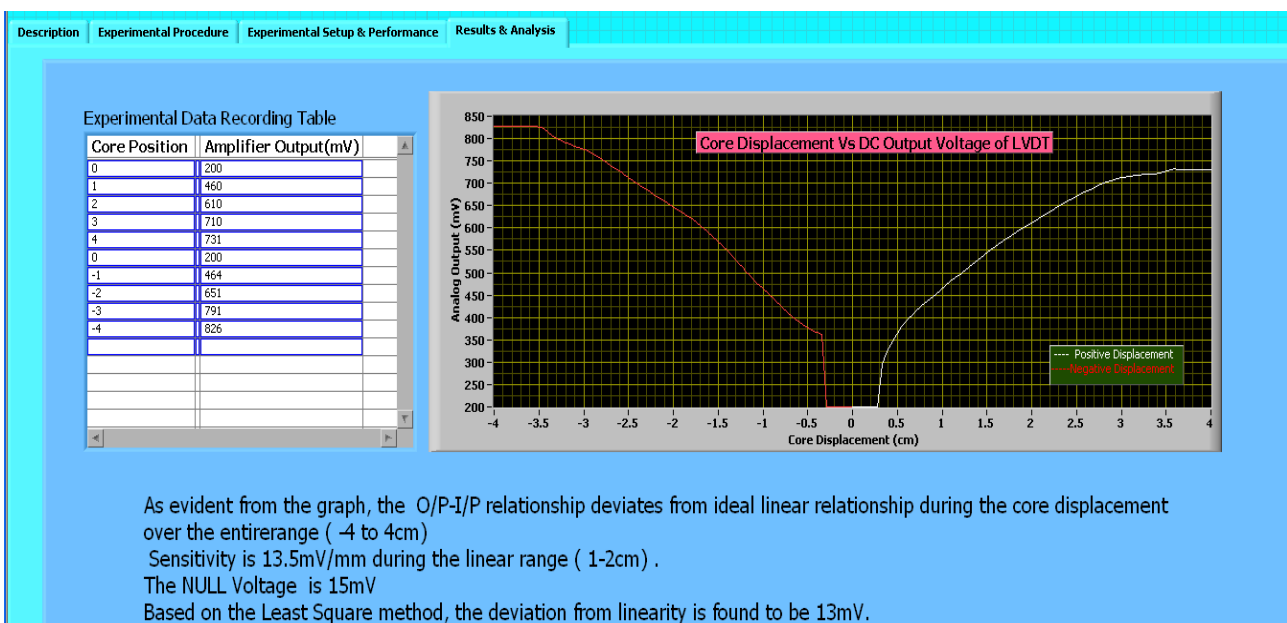 Description Experimental Procedure Experimental Setup & Performance Results & Analysis
Experimental Data Recording Table
Core Position Amplifier Output(mV)
0 200
1 460
2 610
3 710
4 731
0 200
-1 464
-2 651
-3 791
-4 826
Core Displacement Vs DC Output Voltage of LVDT
Analog Output (mV)
850
800
750
700
650
600
550
500
450
400
350
300
250
200
---- Positive Displacement
----Negative Displacement
-4 -3.5 -3 -2.5 -2 -1.5 -1 -0.5 0 0.5 1 1.5 2 2.5 3 3.5 4
Core Displacement (cm)
As evident from the graph, the O/P-I/P relationship deviates from ideal linear relationship during the core displacement
over the entirerange ( -4 to 4cm)
Sensitivity is 13.5mV/mm during the linear range ( 1-2cm) .
The NULL Voltage is 15mV
Based on the Least Square method, the deviation from linearity is found to be 13mV.